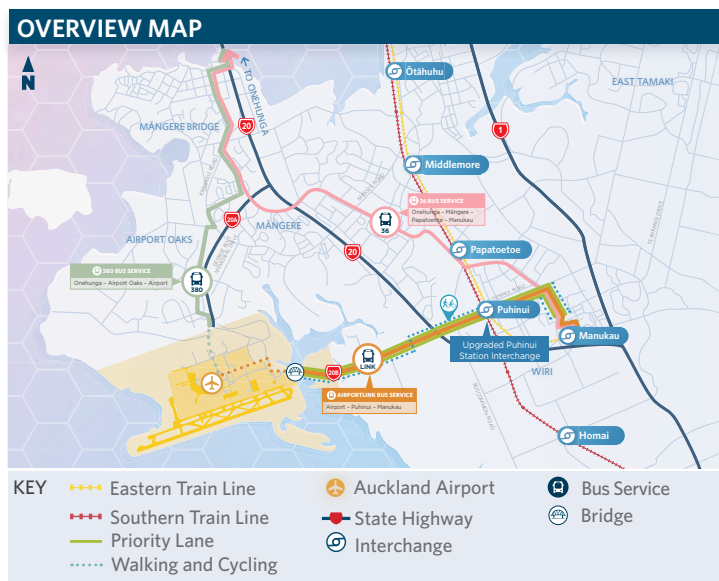 OVERVIEW MAP
N
TO ONEHUNGA
Ōtāhuhu
EAST TAMAKI
MĀNGERE BRIDGE
20
1
Middlemore
36 BUS SERVICE
Onehunga – Māngere –
Papatoetoe – Manukau
20A
36
MĀNGERE
AIRPORT OAKS
20
Papatoetoe
380 BUS SERVICE
Onehunga – Airport Oaks – Airport
380
Puhinui
Manukau
Upgraded Puhinui
Station Interchange
LINK
20B
WIRI
AIRPORTLINK BUS SERVICE
Airport – Puhinui – Manukau
Homai
KEY
Eastern Train Line
Southern Train Line
Priority Lane
Walking and Cycling
Auckland Airport
State Highway
Interchange
Bus Service
Bridge